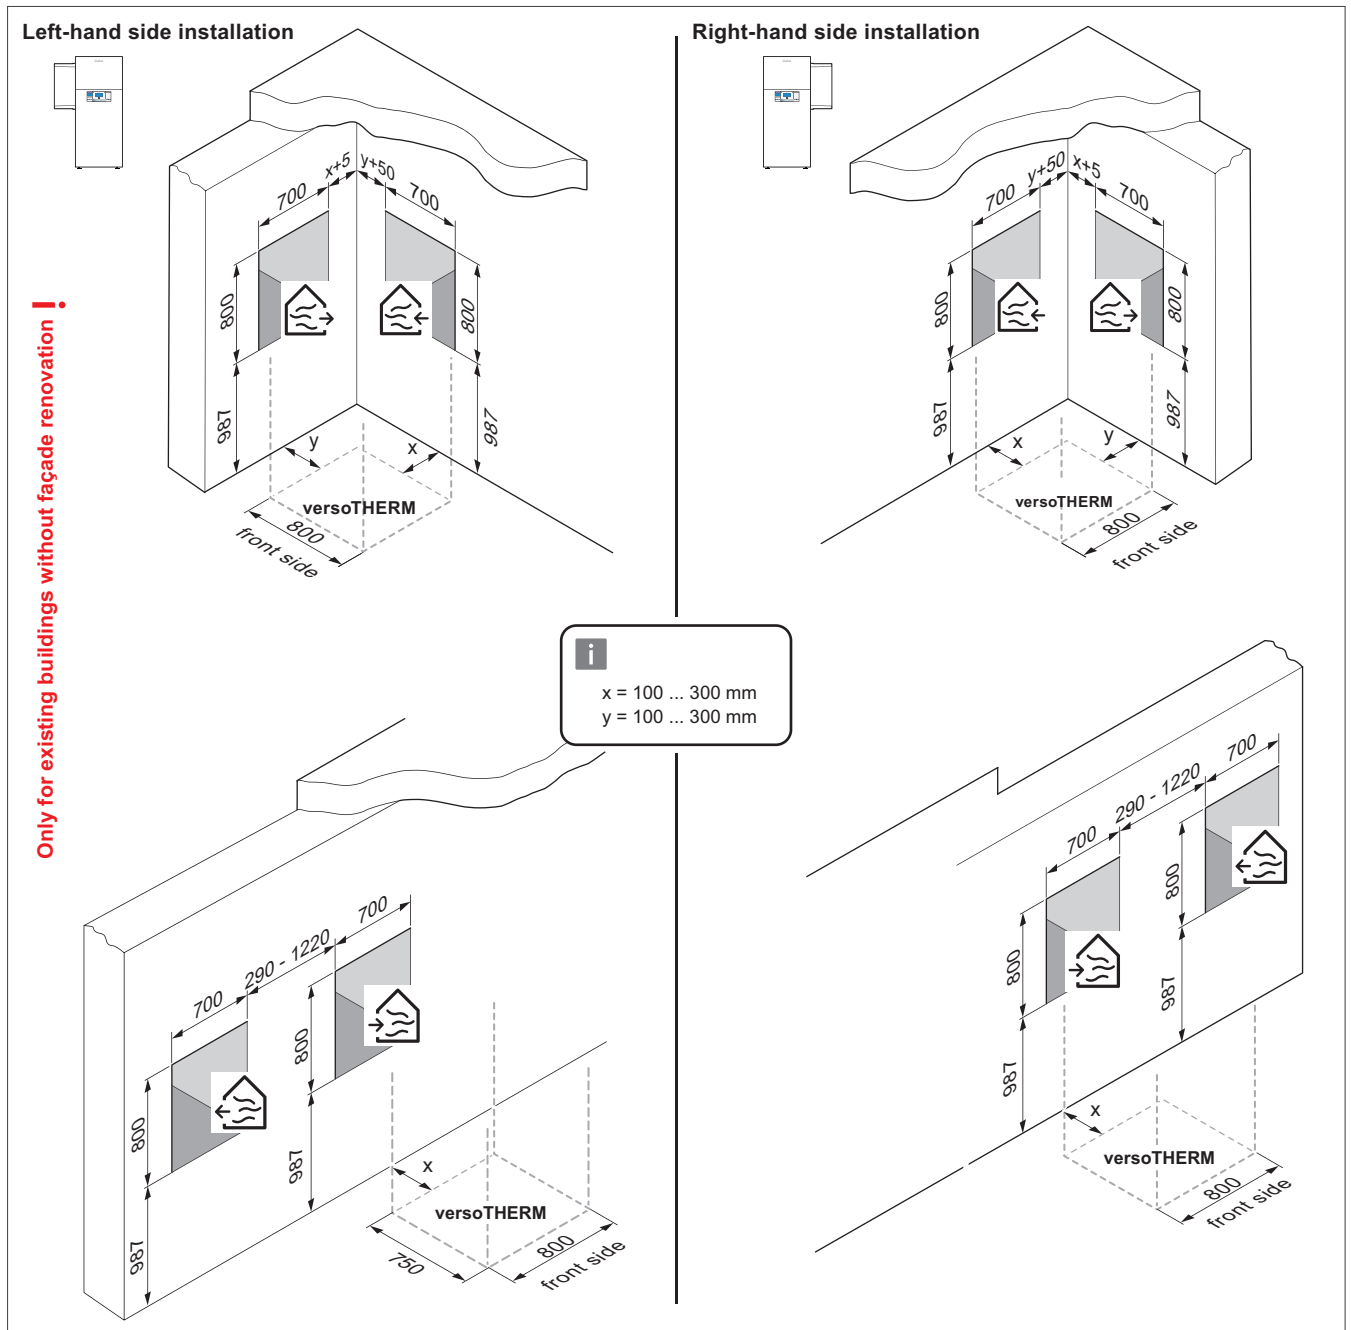 Left-hand side installation
Right-hand side installation
Only for existing buildings without façade renovation !
x+5
y+50
700
700
800
800
987
987
y
x
versoTHERM
800
front side
y+50
x+5
700
700
800
800
987
987
x
y
versoTHERM
800
front side
i
x = 100 ... 300 mm
y = 100 ... 300 mm
700
290 - 1220
700
800
800
987
987
x
versoTHERM
750
800
front side
700
290 - 1220
700
800
800
987
987
x
versoTHERM
800
front side